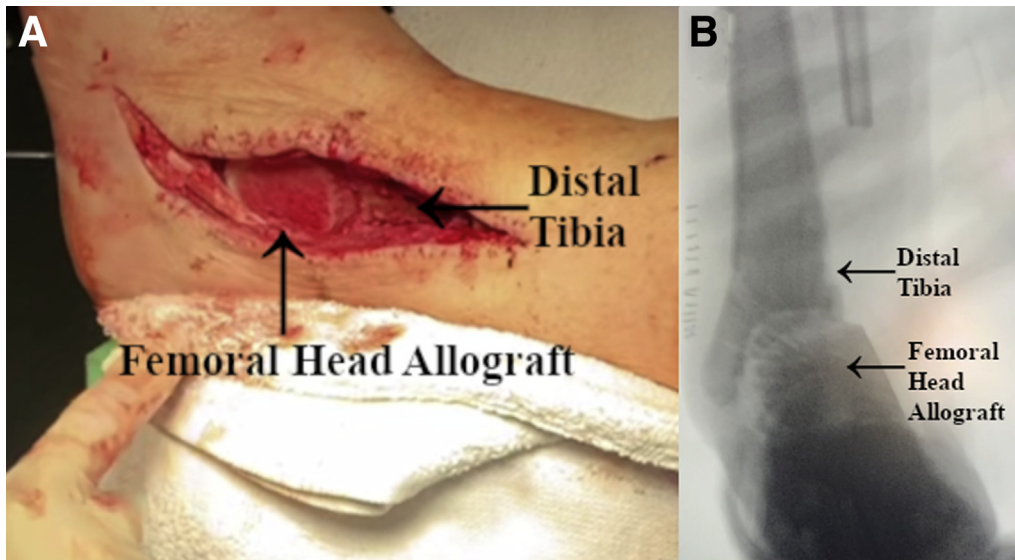 A
Distal
Tibia
Femoral Head Allograft
B
Distal
Tibia
Femoral
Head
Allograft